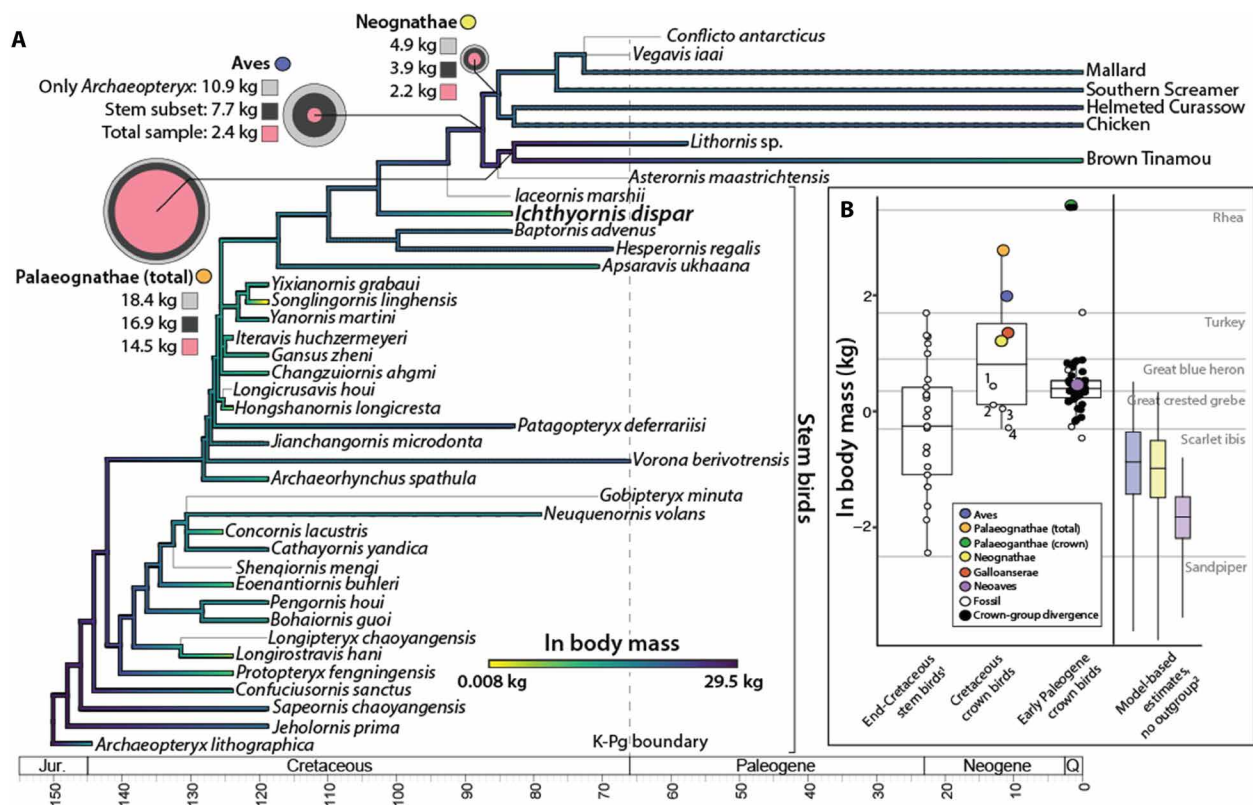 A
Neognathae
4.9 kg
3.9 kg
2.2 kg
Aves
Only Archaeopteryx: 10.9 kg
Stem subset: 7.7 kg
Total sample: 2.4 kg
Palaeognathae (total)
18.4 kg
16.9 kg
14.5 kg
Conflicto antarcticus
Vegavis iaai
Mallard
Southern Screamer
Helmeted Curassow
Chicken
Lithornis sp.
Brown Tinamou
Asterornis maastrichtensis
Iaceornis marshii
Ichthyornis dispar
Baptornis advenus
Hesperornis regalis
Apsaravis ukhaana
Yixianornis grabaui
Songlingornis linghensis
Yanornis martini
Iteravis huchzermeyeri
Gansus zheni
Changzuiornis ahgmi
Longicrusavis houi
Hongshanornis longicresta
Patagopteryx deferrariisi
Jianchangornis microdonta
Vorona berivotrensis
Archaeorhynchus spathula
Gobipteryx minuta
Neuquenornis volans
Concornis lacustris
Cathayornis yandica
Shenqiornis mengi
Eoenantiornis buhleri
Pengornis houi
Bohaiornis guoi
Longipteryx chaoyangensis
Longirostravis hani
Protopteryx fengningensis
Confuciusornis sanctus
Sapeornis chaoyangensis
Jeholornis prima
Archaeopteryx lithographica
Stem birds
ln body mass
0.008 kg
29.5 kg
K-Pg boundary
Jur.
Cretaceous
Paleogene
Neogene
Q
150
140
130
120
110
100
90
80
70
60
50
40
30
20
10
0
B
ln body mass (kg)
2
0
−2
Rhea
Turkey
Great blue heron
Great crested grebe
Scarlet ibis
Sandpiper
1
2
3
4
Aves
Palaeognathae (total)
Palaeoganthae (crown)
Neognathae
Galloanserae
Neoaves
Fossil
Crown-group divergence
End-Cretaceous
stem birds¹
Cretaceous
crown birds
Early Paleogene
crown birds
Model-based
estimates,
no outgroup²